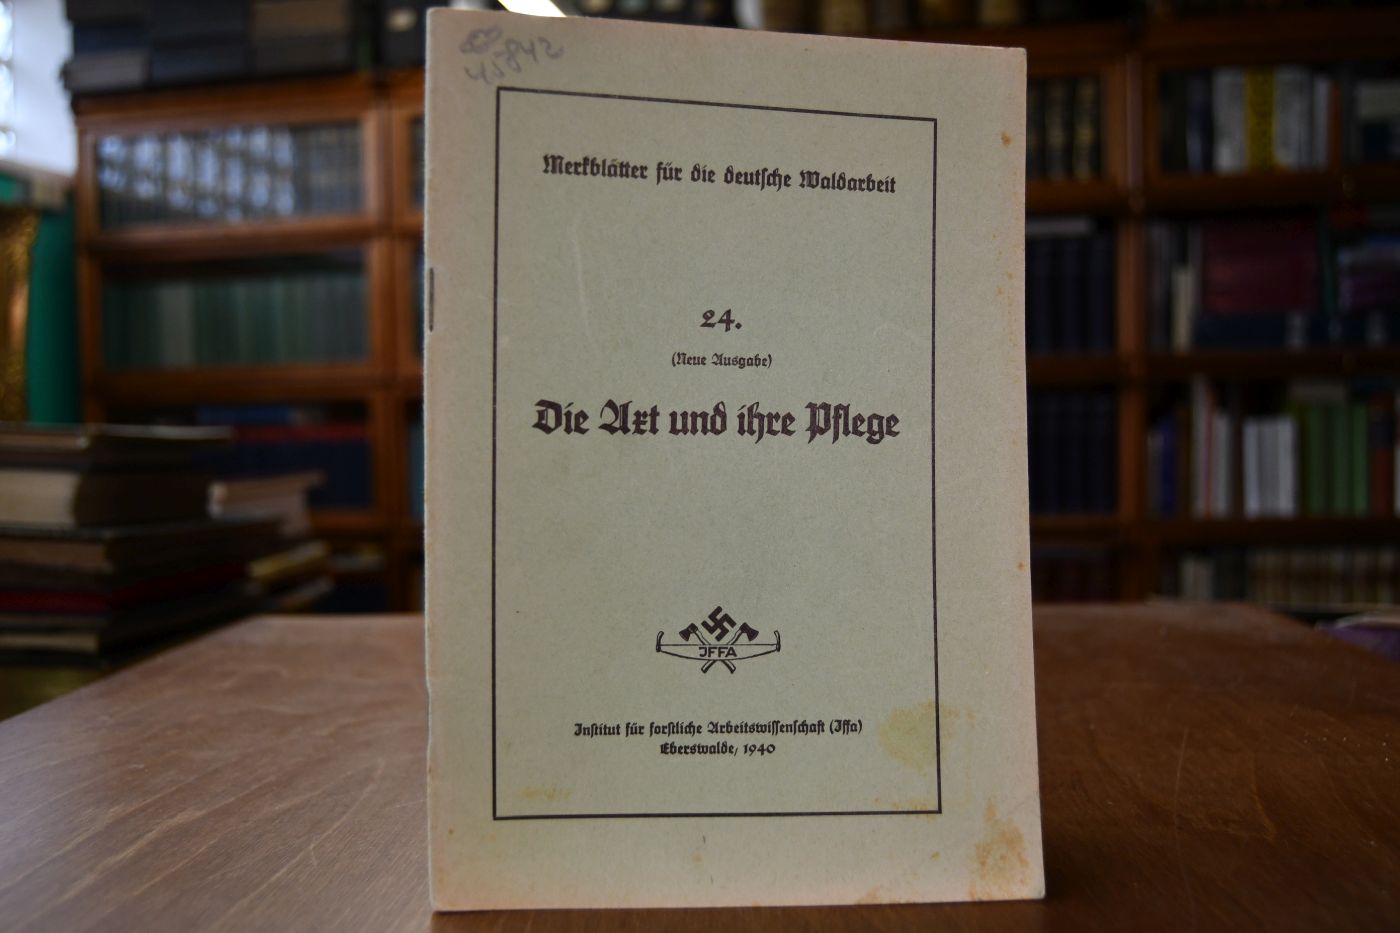 45842
Merkblätter für die deutsche Waldarbeit
24.
(Neue Ausgabe)
Die Axt und ihre Pflege
JFFA
Institut für forstliche Arbeitswissenschaft (Iffa)
Eberswalde, 1940